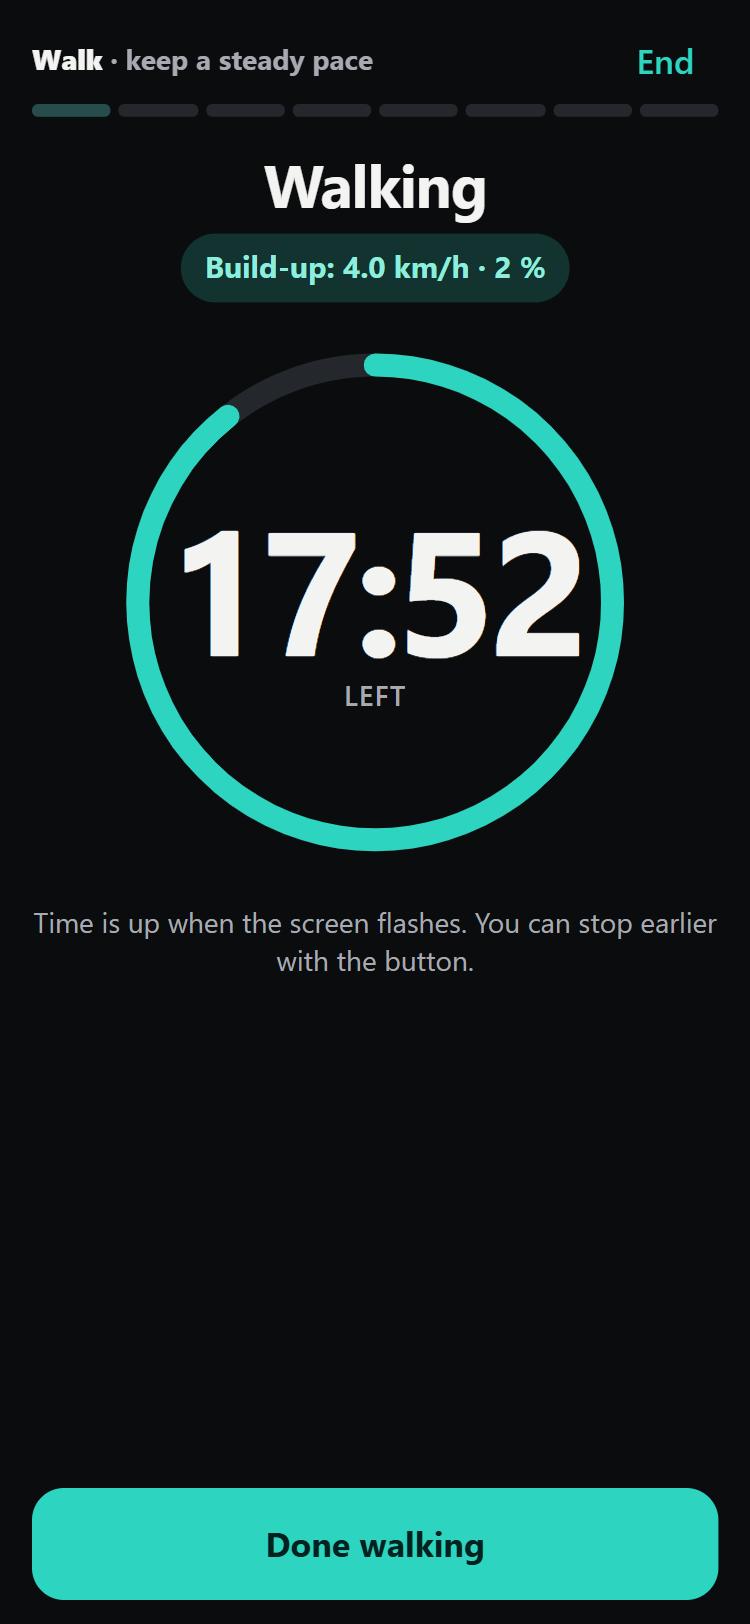 Walk · keep a steady pace
End
Walking
Build-up: 4.0 km/h · 2 %
17:52
LEFT
Time is up when the screen flashes. You can stop earlier
with the button.
Done walking